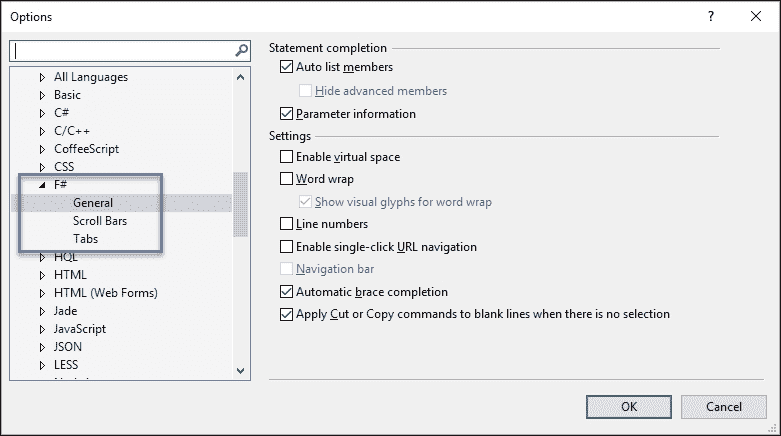 Options
?
All Languages
Basic
C#
C/C++
CoffeeScript
CSS
F#
General
Scroll Bars
Tabs
HQL
HTML
HTML (Web Forms)
Jade
JavaScript
JSON
LESS
Statement completion
Auto list members
Hide advanced members
Parameter information
Settings
Enable virtual space
Word wrap
Show visual glyphs for word wrap
Line numbers
Enable single-click URL navigation
Navigation bar
Automatic brace completion
Apply Cut or Copy commands to blank lines when there is no selection
OK
Cancel